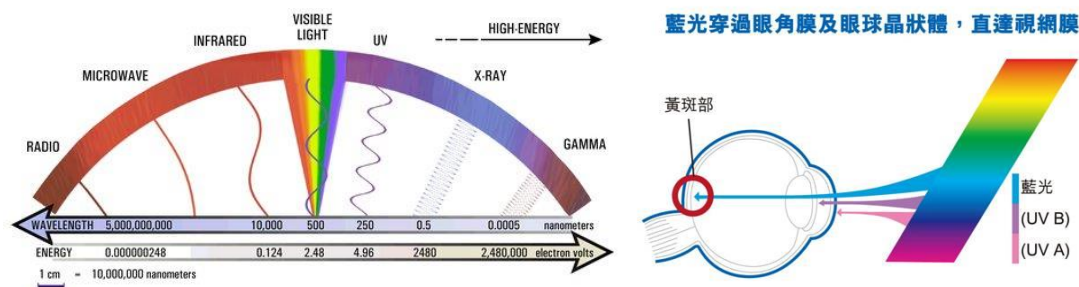 VISIBLE
LIGHT
INFRARED
UV
HIGH-ENERGY
MICROWAVE
X-RAY
RADIO
GAMMA
WAVELENGTH 5,000,000,000 10,000 500 250 0.5 0.0005 nanometers
ENERGY 0.000000248 0.124 2.48 4.96 2480 2,480,000 electron volts
1 cm = 10,000,000 nanometers
藍光穿過眼角膜及眼球晶狀體，直達視網膜
黃斑部
藍光
(UV B)
(UV A)